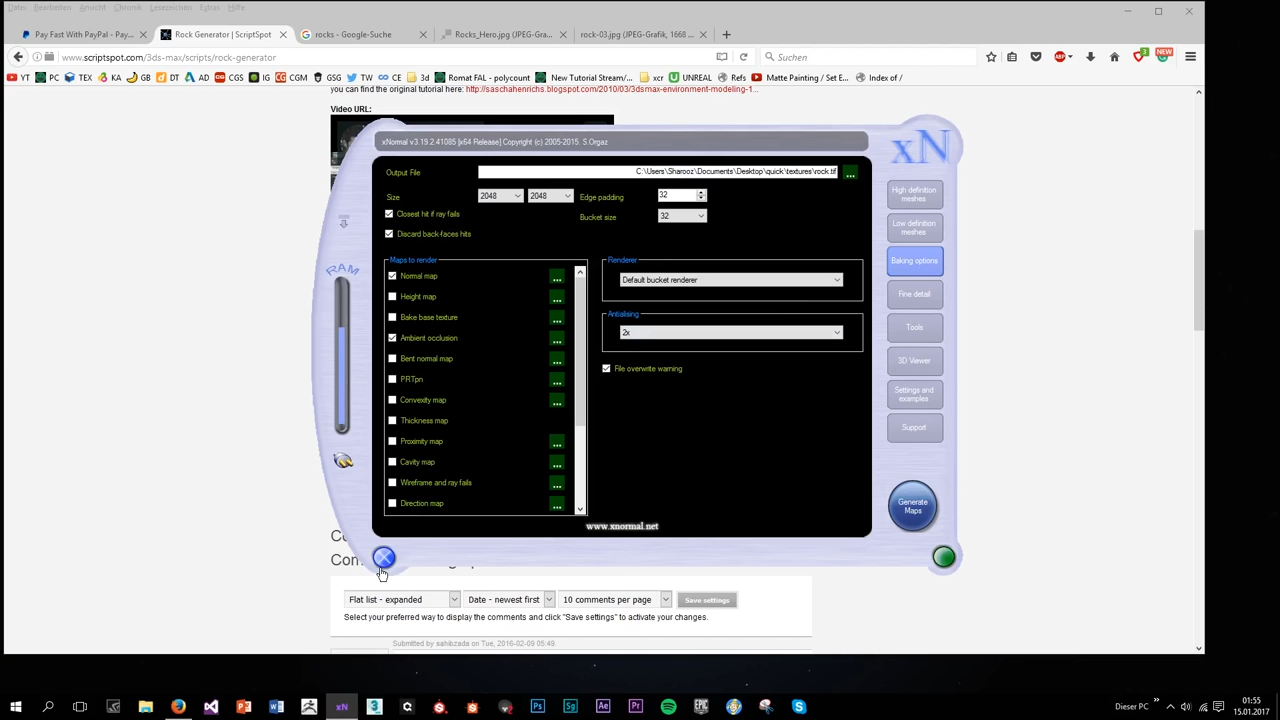 Datei Bearbeiten Ansicht Chronik Lesezeichen Extras Hilfe
Pay Fast With PayPal - Pay...
Rock Generator | ScriptSpot
rocks - Google-Suche
Rocks_Hero.jpg (JPEG-Gra...
rock-03.jpg (JPEG-Grafik, 1668 ...
www.scriptspot.com/3ds-max/scripts/rock-generator
Suchen
YT PC TEX KA GB DT AD CGS IG CGM GSG TW CE 3d Romat FAL - polycount New Tutorial Stream/... xcr UNREAL Refs Matte Painting / Set E... Index of /
you can find the original tutorial here: http://saschahenrichs.blogspot.com/2010/03/3dsmax-environment-modeling-1...
Video URL:
xNormal v3.19.2.41085 [x64 Release] Copyright (c) 2005-2015 S.Orgaz
xN
Output File
C:\Users\Sharooz\Documents\Desktop\quick\textures\rock.tif
...
Size
2048
2048
Edge padding
32
Closest hit if ray fails
Bucket size
32
Discard back-faces hits
RAM
Maps to render
Normal map ...
Height map ...
Bake base texture ...
Ambient occlusion ...
Bent normal map ...
PRTpn ...
Convexity map ...
Thickness map
Proximity map ...
Cavity map ...
Wireframe and ray fails ...
Direction map ...
Renderer
Default bucket renderer
Antialising
2x
File overwrite warning
High definition
meshes
Low definition
meshes
Baking options
Fine detail
Tools
3D Viewer
Settings and
examples
Support
Generate
Maps
www.xnormal.net
Flat list - expanded
Date - newest first
10 comments per page
Save settings
Select your preferred way to display the comments and click "Save settings" to activate your changes.
Submitted by sahibzada on Tue, 2016-02-09 05:49.
Dieser PC
01:55
15.01.2017